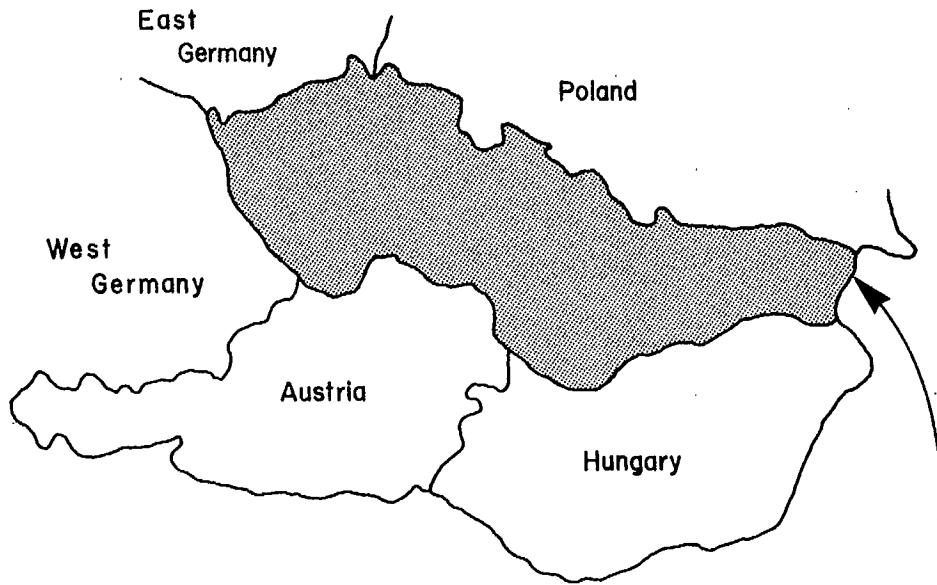 East
Germany
Poland
West
Germany
Austria
Hungary